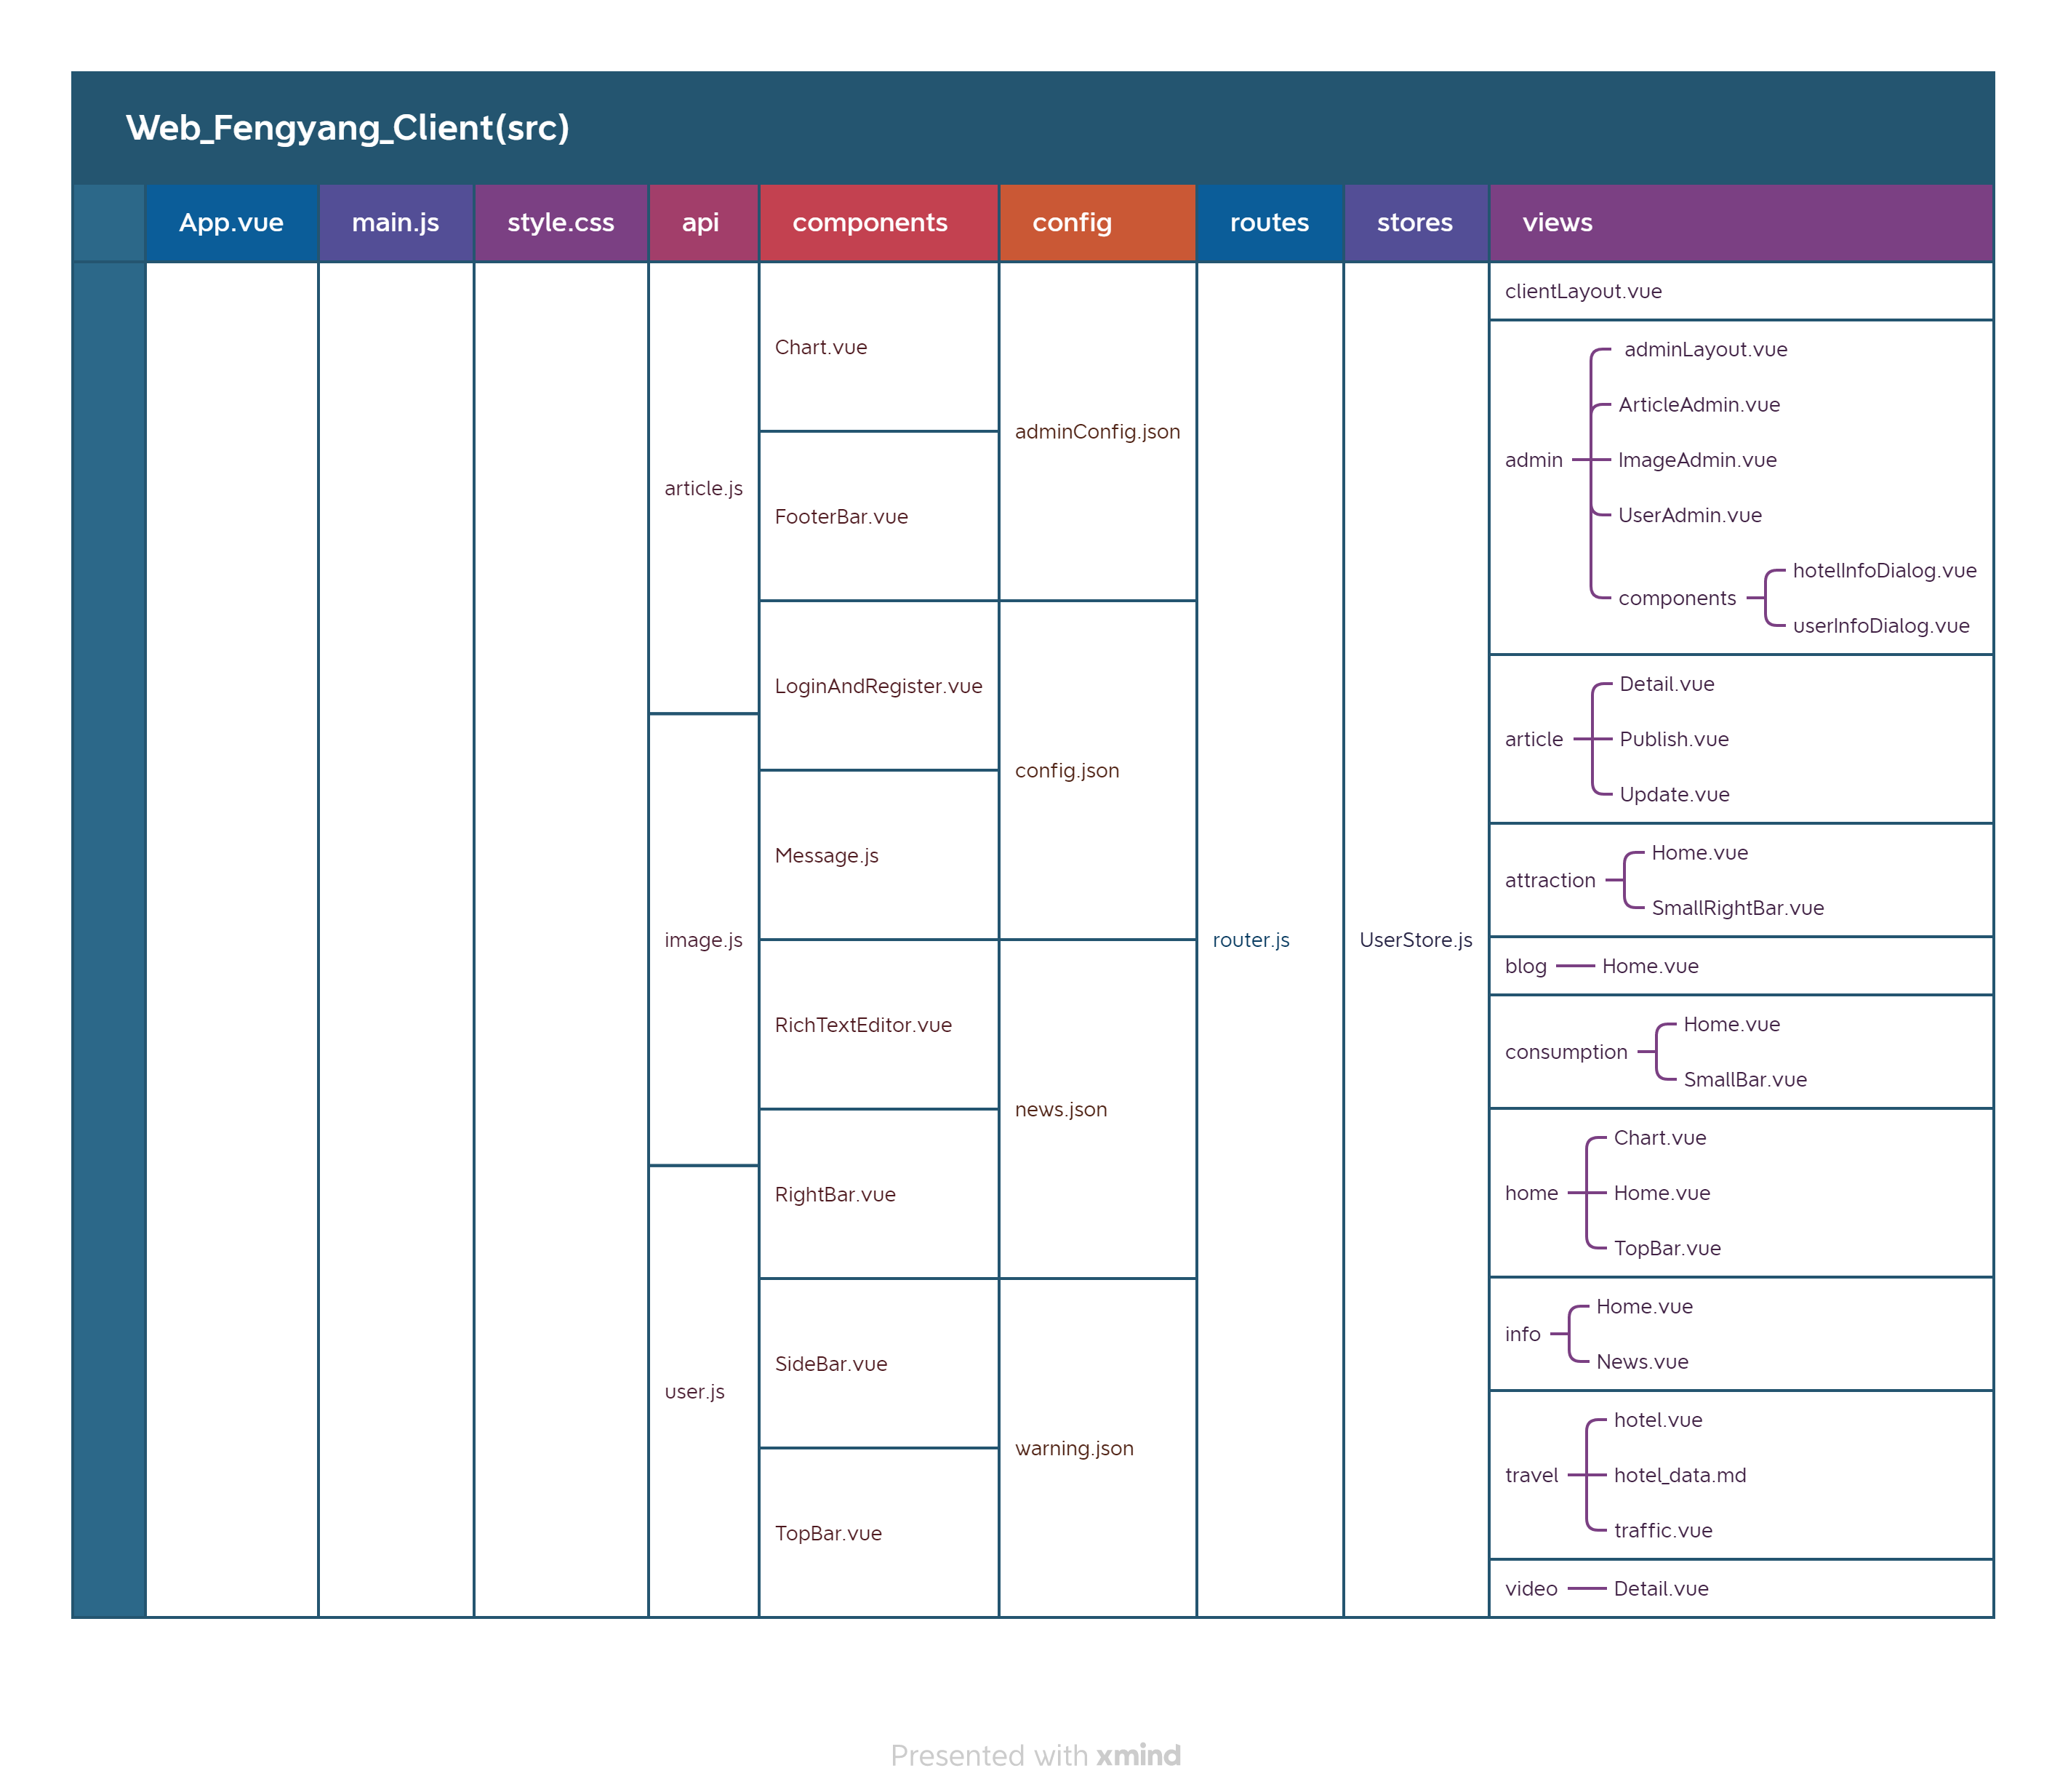 Web_Fengyang_Client(src)
App.vue
main.js
style.css
api
components
config
routes
stores
views
article.js
image.js
user.js
Chart.vue
FooterBar.vue
LoginAndRegister.vue
Message.js
RichTextEditor.vue
RightBar.vue
SideBar.vue
TopBar.vue
adminConfig.json
config.json
news.json
warning.json
router.js
UserStore.js
clientLayout.vue
admin
adminLayout.vue
ArticleAdmin.vue
ImageAdmin.vue
UserAdmin.vue
components
hotelInfoDialog.vue
userInfoDialog.vue
article
Detail.vue
Publish.vue
Update.vue
attraction
Home.vue
SmallRightBar.vue
blog
Home.vue
consumption
Home.vue
SmallBar.vue
home
Chart.vue
Home.vue
TopBar.vue
info
Home.vue
News.vue
travel
hotel.vue
hotel_data.md
traffic.vue
video
Detail.vue
Presented with xmind